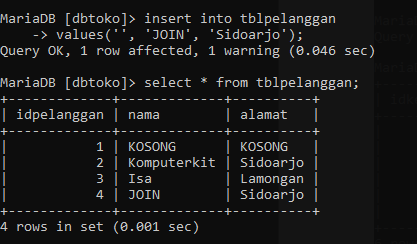 MariaDB [dbtoko]> insert into tblpelanggan
    -> values('', 'JOIN', 'Sidoarjo');
Query OK, 1 row affected, 1 warning (0.046 sec)

MariaDB [dbtoko]> select * from tblpelanggan;
+-------------+-------------+----------+
| idpelanggan | nama        | alamat   |
+-------------+-------------+----------+
|           1 | KOSONG      | KOSONG   |
|           2 | Komputerkit | Sidoarjo |
|           3 | Isa         | Lamongan |
|           4 | JOIN        | Sidoarjo |
+-------------+-------------+----------+
4 rows in set (0.001 sec)